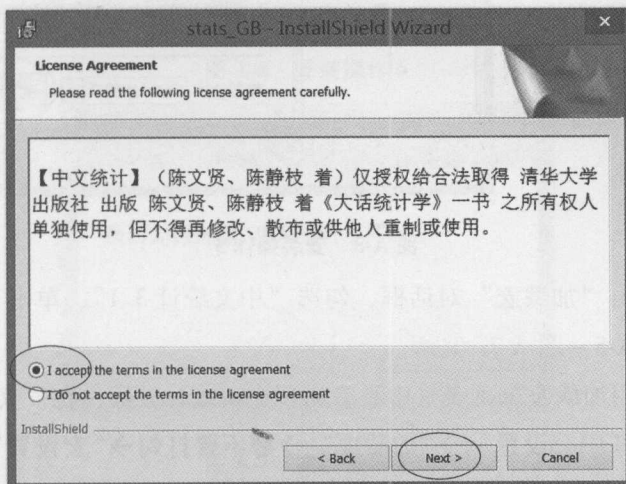 stats_GB - InstallShield Wizard
License Agreement
Please read the following license agreement carefully.
【中文统计】（陈文贤、陈静枝 着）仅授权给合法取得 清华大学
出版社 出版 陈文贤、陈静枝 着《大话统计学》一书 之所有权人
单独使用，但不得再修改、散布或供他人重制或使用。
I accept the terms in the license agreement
I do not accept the terms in the license agreement
InstallShield
< Back
Next >
Cancel